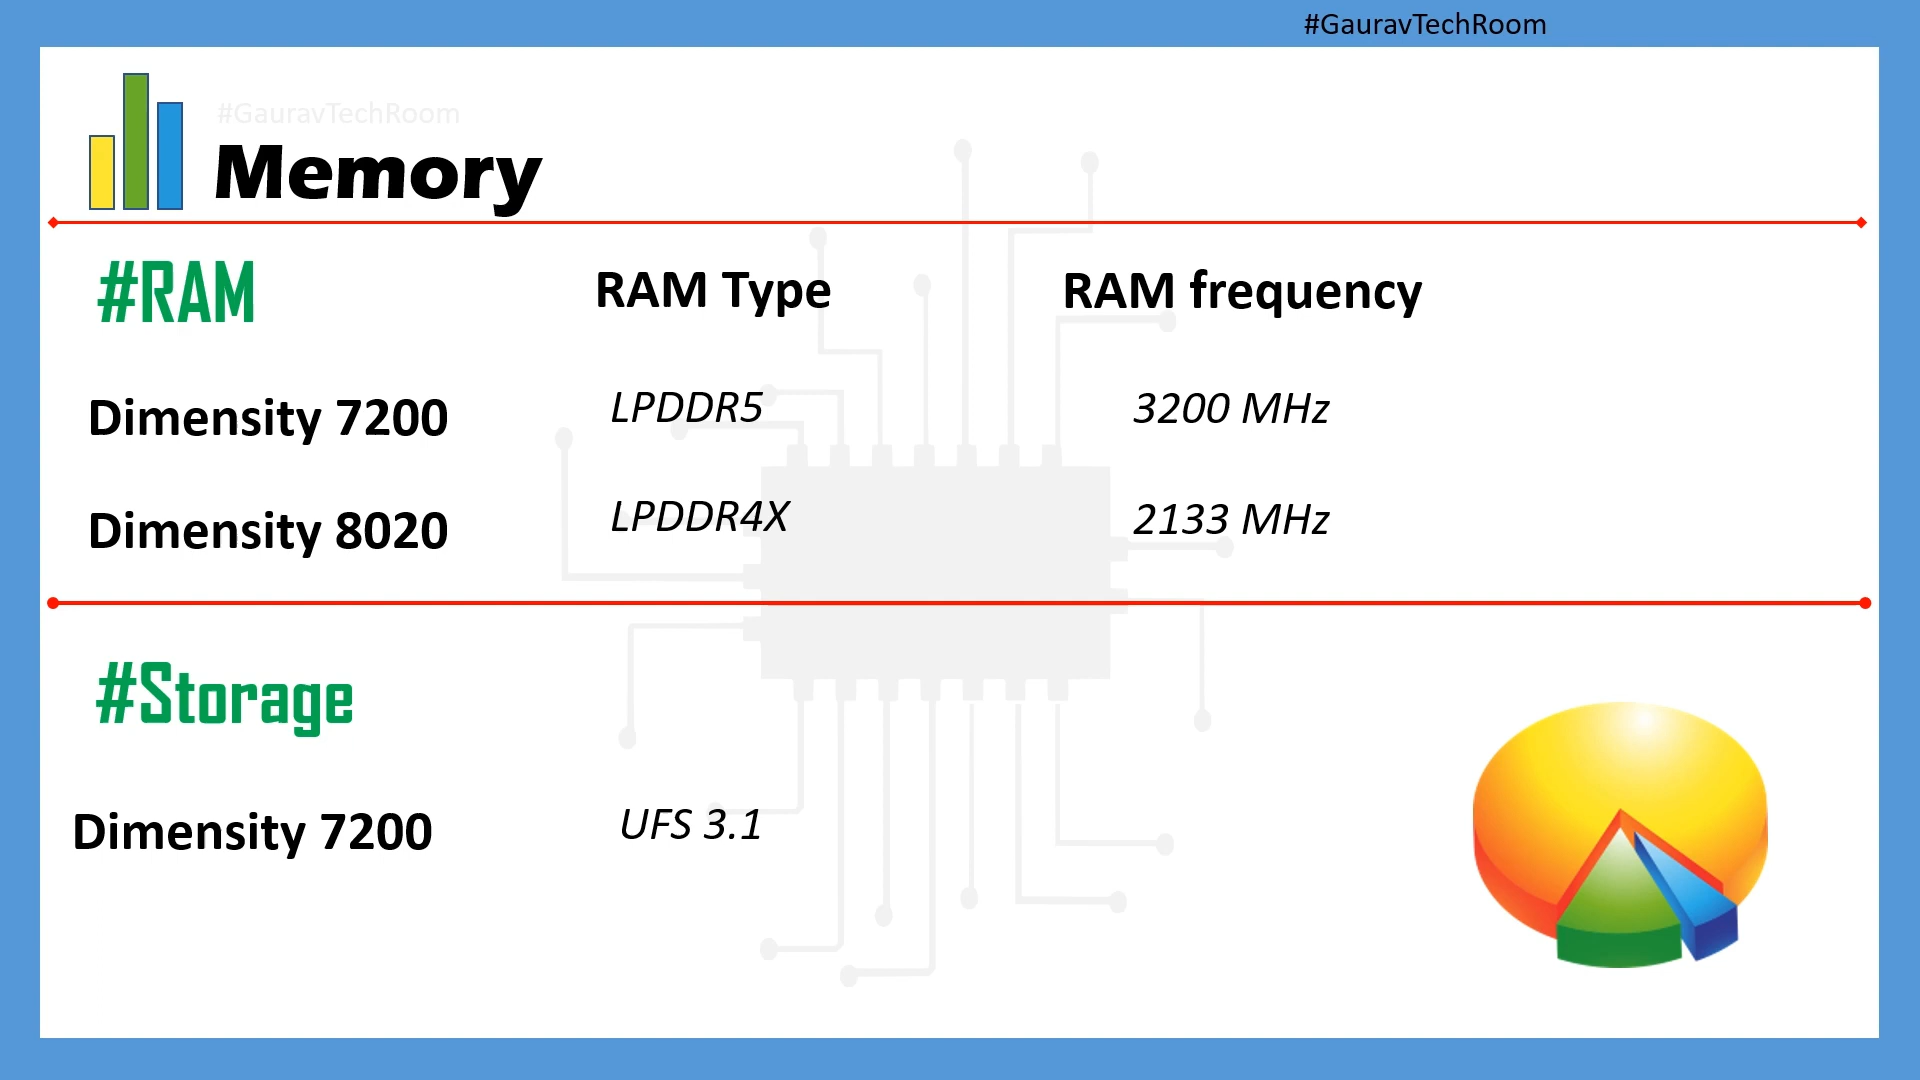 #GauravTechRoom
#GauravTechRoom
Memory
#RAM RAM Type RAM frequency
Dimensity 7200 LPDDR5 3200 MHz
Dimensity 8020 LPDDR4X 2133 MHz
#Storage
Dimensity 7200 UFS 3.1